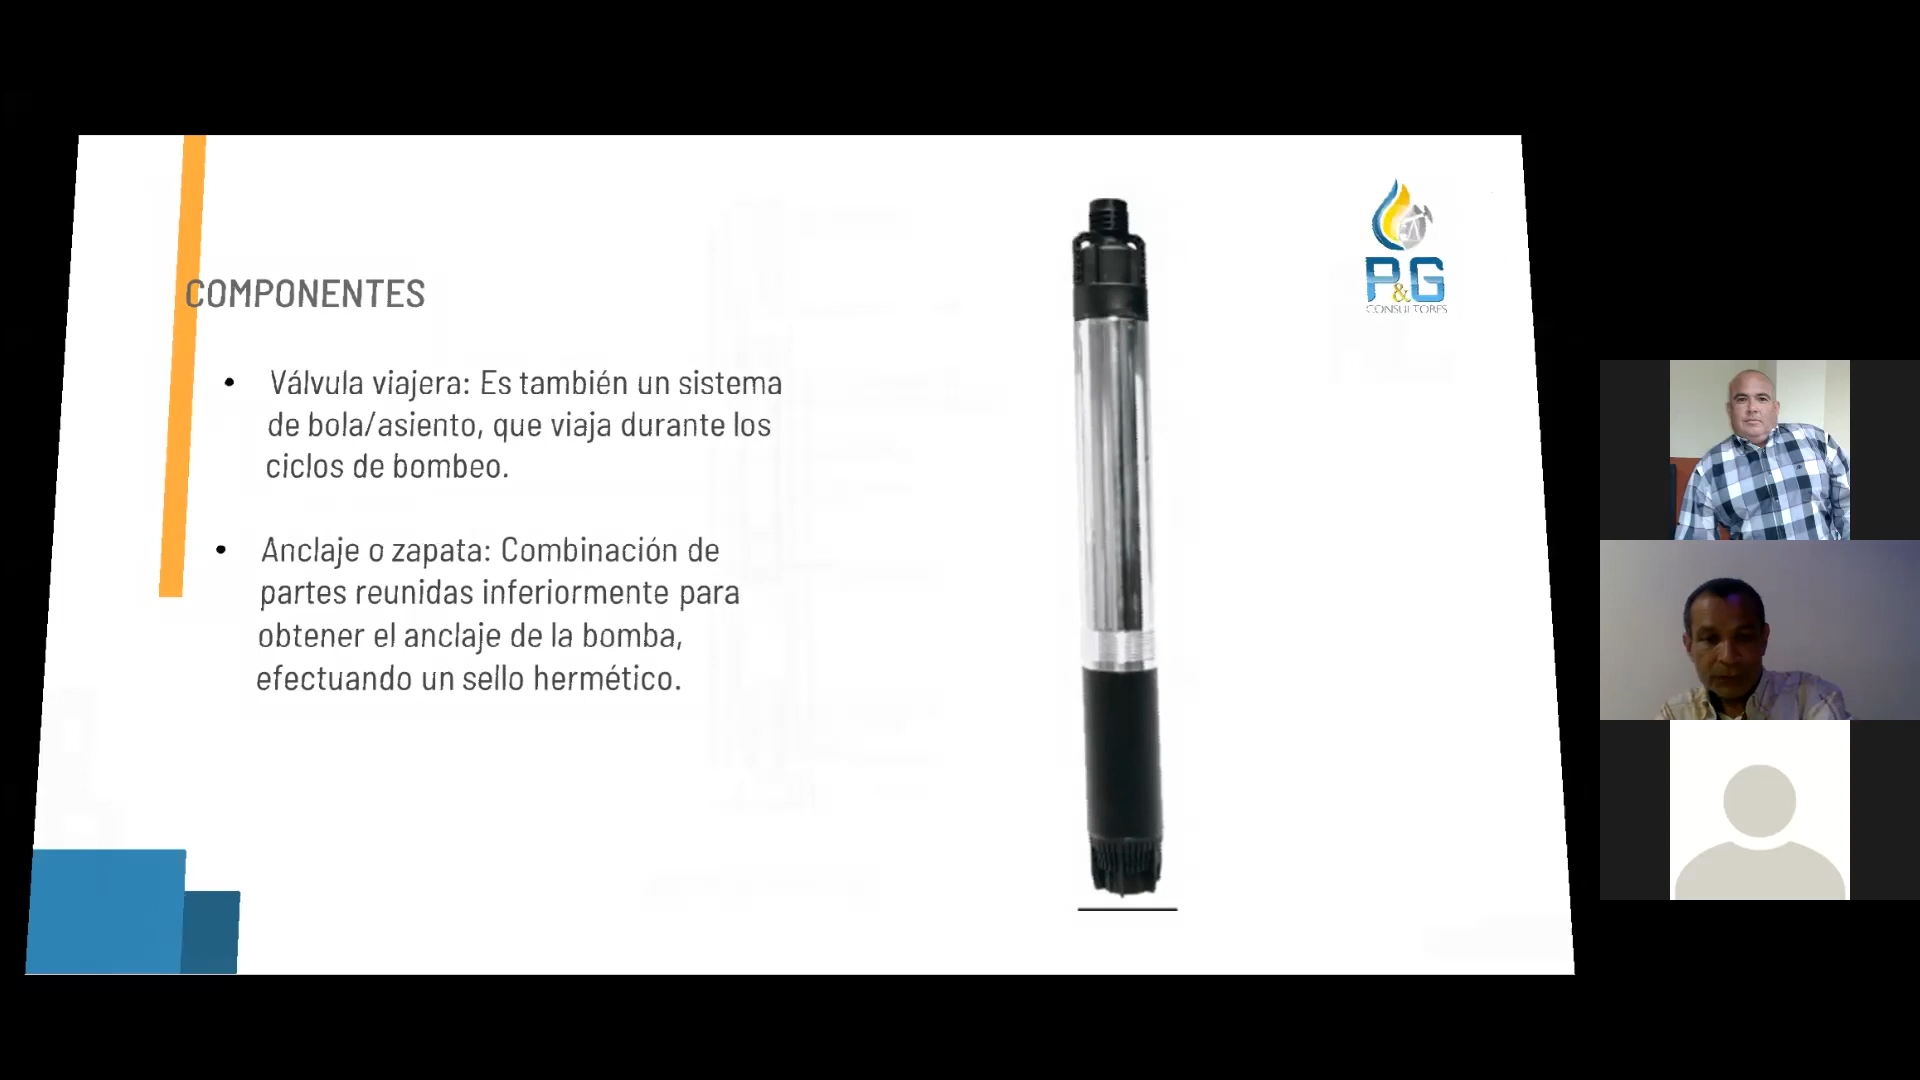 COMPONENTES
• Válvula viajera: Es también un sistema
de bola/asiento, que viaja durante los
ciclos de bombeo.
• Anclaje o zapata: Combinación de
partes reunidas inferiormente para
obtener el anclaje de la bomba,
efectuando un sello hermético.
P&G
CONSULTORES